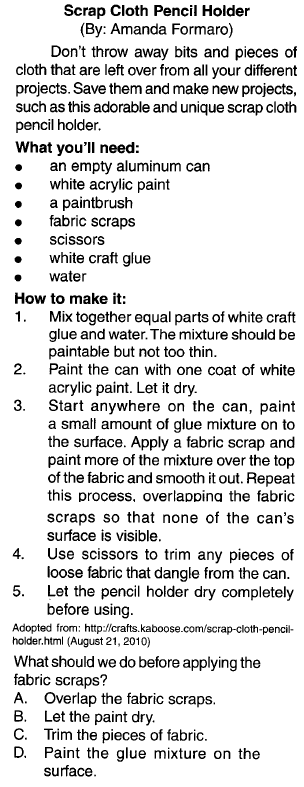 Scrap Cloth Pencil Holder
(By: Amanda Formaro)
Don't throw away bits and pieces of
cloth that are left over from all your different
projects. Save them and make new projects,
such as this adorable and unique scrap cloth
pencil holder.
What you'll need:
• an empty aluminum can
• white acrylic paint
• a paintbrush
• fabric scraps
• scissors
• white craft glue
• water
How to make it:
1. Mix together equal parts of white craft
glue and water. The mixture should be
paintable but not too thin.
2. Paint the can with one coat of white
acrylic paint. Let it dry.
3. Start anywhere on the can, paint
a small amount of glue mixture on to
the surface. Apply a fabric scrap and
paint more of the mixture over the top
of the fabric and smooth it out. Repeat
this process, overlapping the fabric
scraps so that none of the can's
surface is visible.
4. Use scissors to trim any pieces of
loose fabric that dangle from the can.
5. Let the pencil holder dry completely
before using.
Adopted from: http://crafts.kaboose.com/scrap-cloth-pencil-
holder.html (August 21, 2010)
What should we do before applying the
fabric scraps?
A. Overlap the fabric scraps.
B. Let the paint dry.
C. Trim the pieces of fabric.
D. Paint the glue mixture on the
surface.